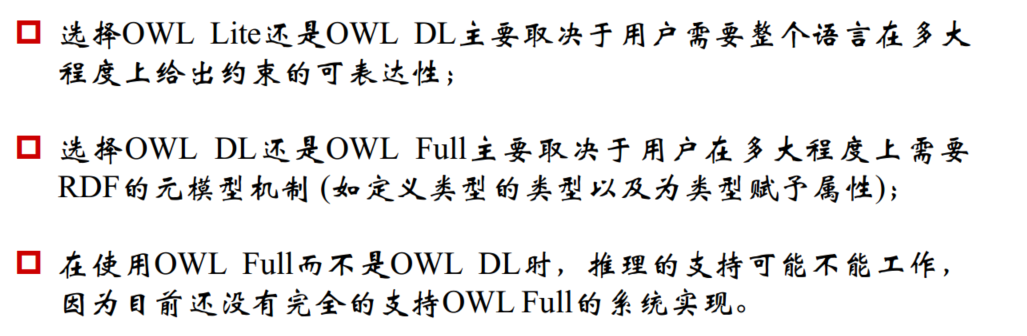 选择OWL Lite还是OWL DL主要取决于用户需要整个语言在多大
程度上给出约束的可表达性；
选择OWL DL还是OWL Full主要取决于用户在多大程度上需要
RDF的元模型机制 (如定义类型的类型以及为类型赋予属性)；
在使用OWL Full而不是OWL DL时，推理的支持可能不能工作，
因为目前还没有完全的支持OWL Full的系统实现。